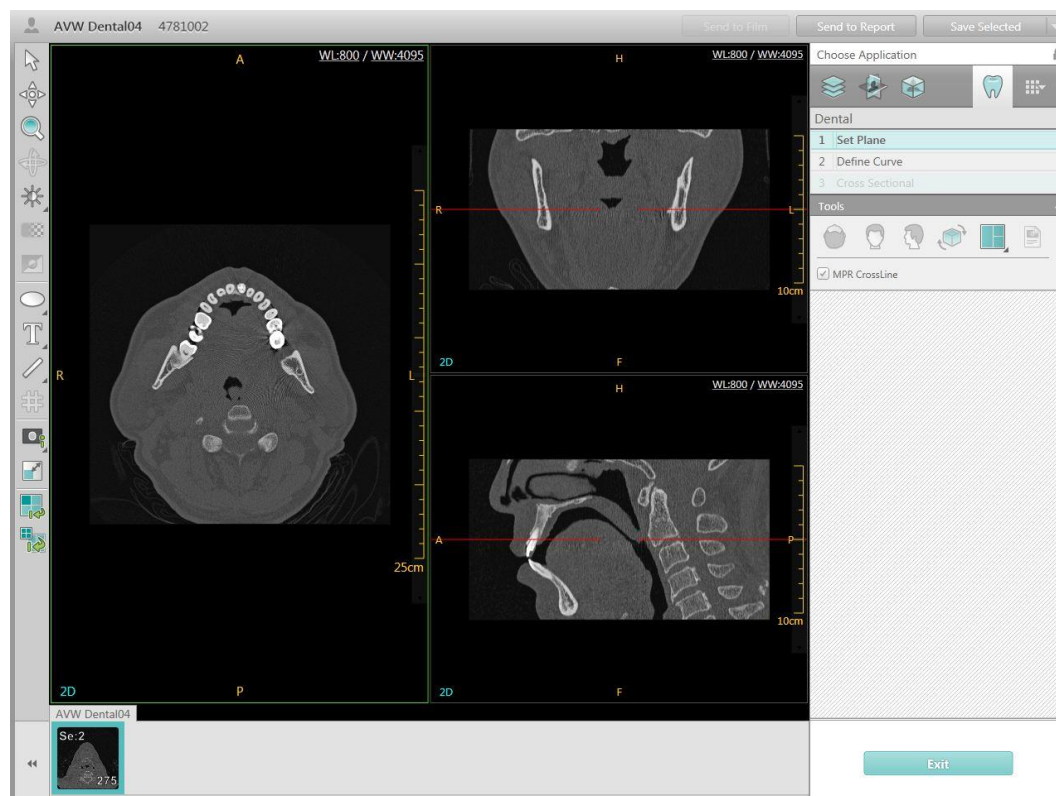 AVW Dental04 4781002
Send to Film
Send to Report
Save Selected
A
WL:800 / WW:4095
R
L
25cm
2D
P
H
WL:800 / WW:4095
R
L
10cm
2D
F
H
WL:800 / WW:4095
A
P
10cm
2D
F
Choose Application
Dental
1 Set Plane
2 Define Curve
3 Cross Sectional
Tools
MPR CrossLine
T
AVW Dental04
Se:2
275
Exit